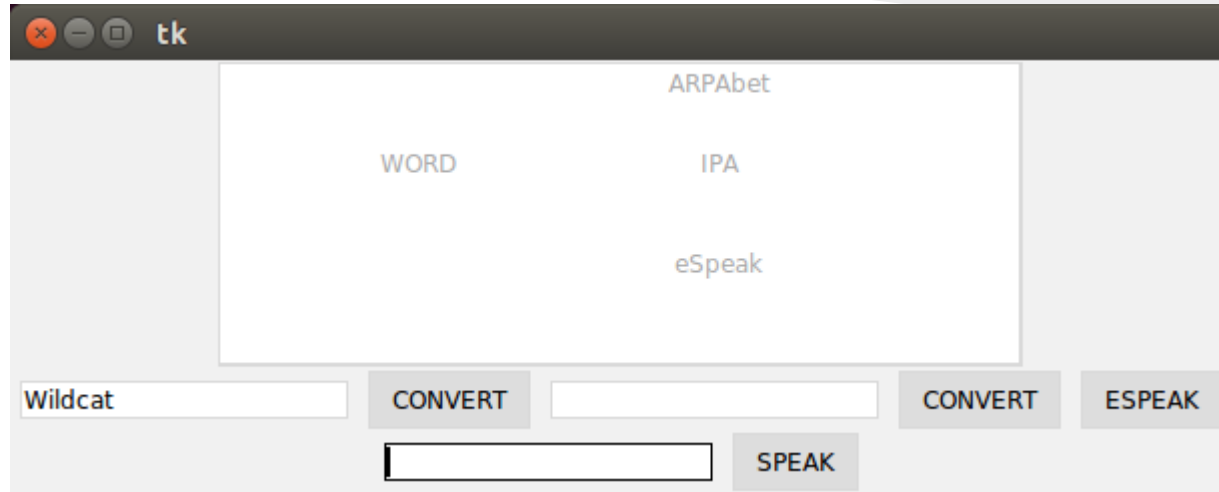 tk
ARPAbet
WORD IPA
eSpeak
Wildcat CONVERT CONVERT ESPEAK
SPEAK